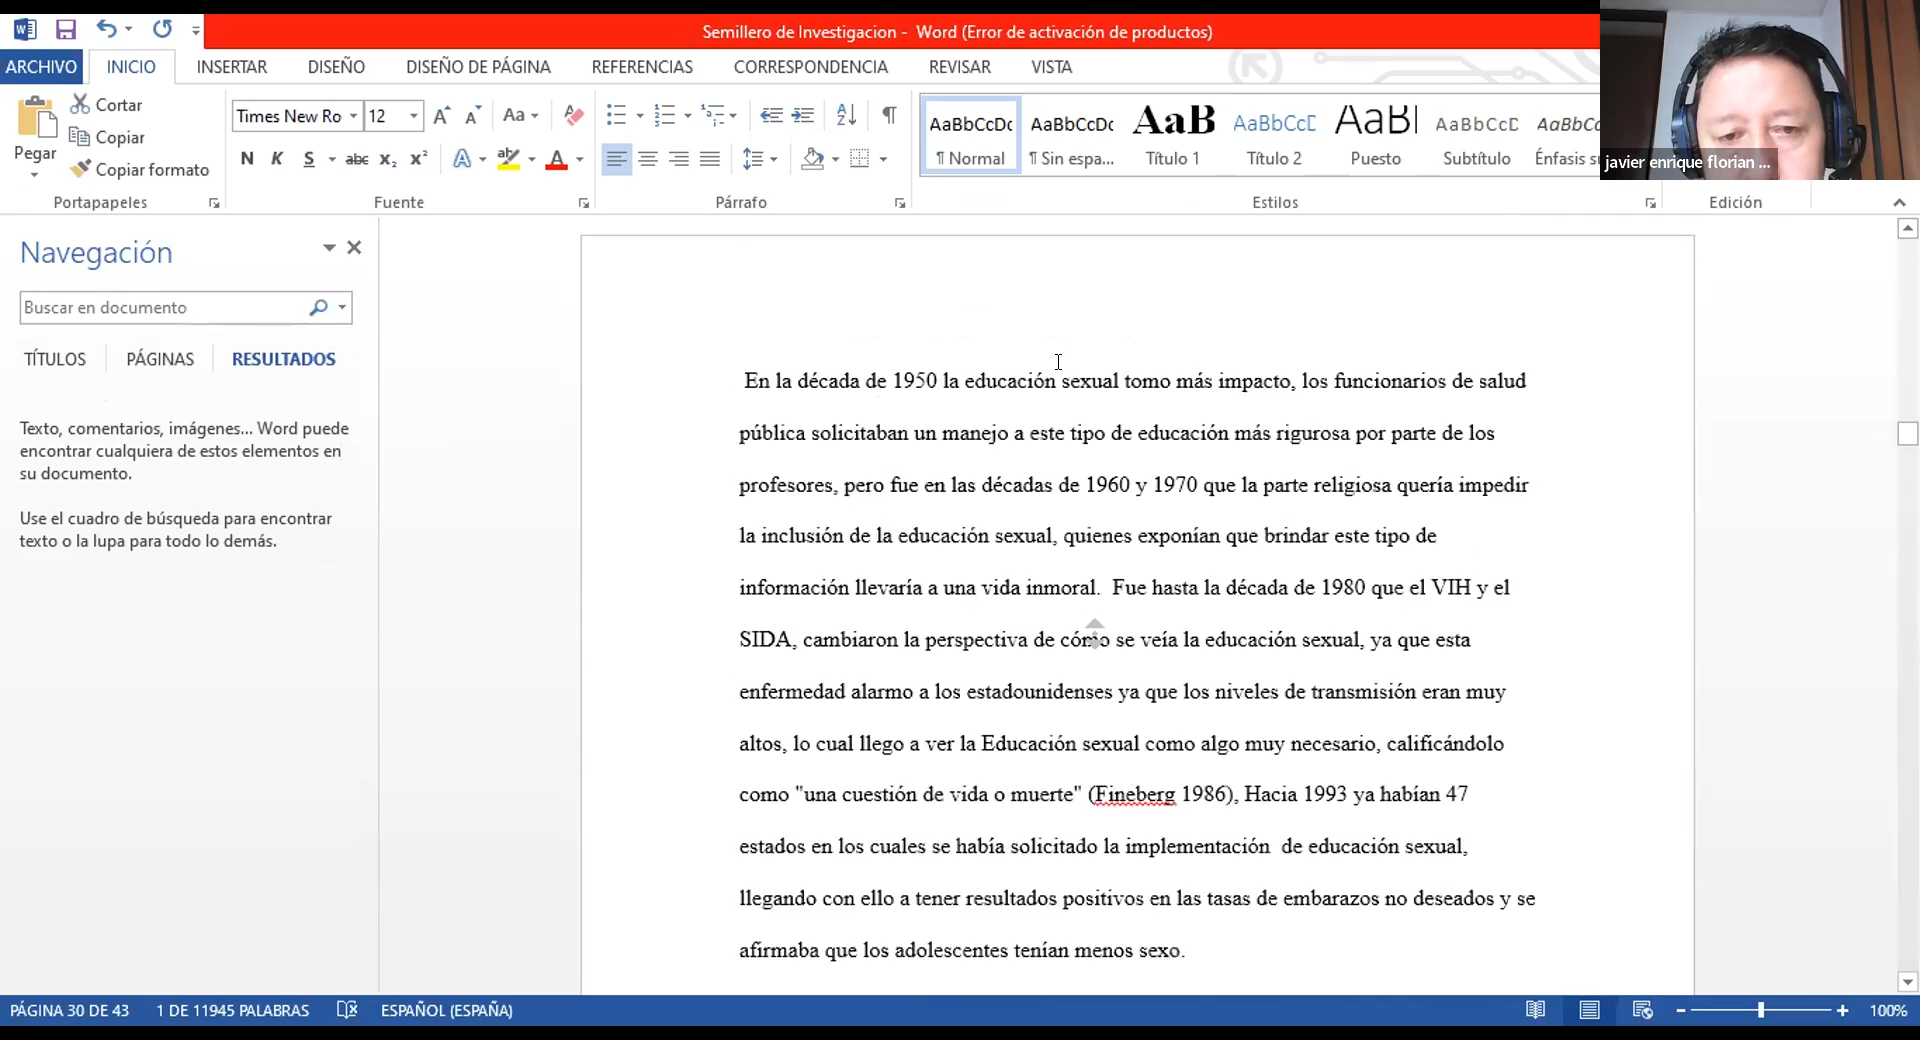 Semillero de Investigacion - Word (Error de activación de productos)
ARCHIVO INICIO INSERTAR DISEÑO DISEÑO DE PÁGINA REFERENCIAS CORRESPONDENCIA REVISAR VISTA
Pegar
Cortar
Copiar
Copiar formato
Portapapeles
Times New Ro 12
N K S abc x₂ x²
Fuente
Párrafo
AaBbCcDc AaBbCcDc AaB AaBbCcD AaB AaBbCcD AaBbCc
¶ Normal ¶ Sin espa... Título 1 Título 2 Puesto Subtítulo Énfasis s
Estilos
Edición
javier enrique florian ...
Navegación
Buscar en documento
TÍTULOS PÁGINAS RESULTADOS
Texto, comentarios, imágenes... Word puede
encontrar cualquiera de estos elementos en
su documento.
Use el cuadro de búsqueda para encontrar
texto o la lupa para todo lo demás.
En la década de 1950 la educación sexual tomo más impacto, los funcionarios de salud
pública solicitaban un manejo a este tipo de educación más rigurosa por parte de los
profesores, pero fue en las décadas de 1960 y 1970 que la parte religiosa quería impedir
la inclusión de la educación sexual, quienes exponían que brindar este tipo de
información llevaría a una vida inmoral.  Fue hasta la década de 1980 que el VIH y el
SIDA, cambiaron la perspectiva de cómo se veía la educación sexual, ya que esta
enfermedad alarmo a los estadounidenses ya que los niveles de transmisión eran muy
altos, lo cual llego a ver la Educación sexual como algo muy necesario, calificándolo
como "una cuestión de vida o muerte" (Fineberg 1986), Hacia 1993 ya habían 47
estados en los cuales se había solicitado la implementación  de educación sexual,
llegando con ello a tener resultados positivos en las tasas de embarazos no deseados y se
afirmaba que los adolescentes tenían menos sexo.
PÁGINA 30 DE 43 1 DE 11945 PALABRAS ESPAÑOL (ESPAÑA) 100%